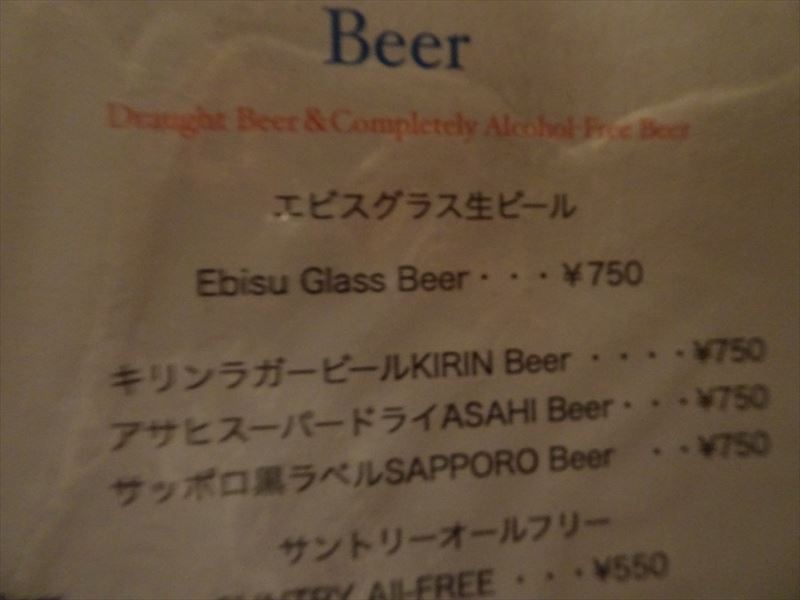 Beer
Draught Beer & Completely Alcohol-Free Beer
エビスグラス生ビール
Ebisu Glass Beer・・・¥750
キリンラガービールKIRIN Beer ・・・・¥750
アサヒスーパードライASAHI Beer・・・¥750
サッポロ黒ラベルSAPPORO Beer ・・¥750
サントリーオールフリー
SUNTRY All-FREE ・・・¥550